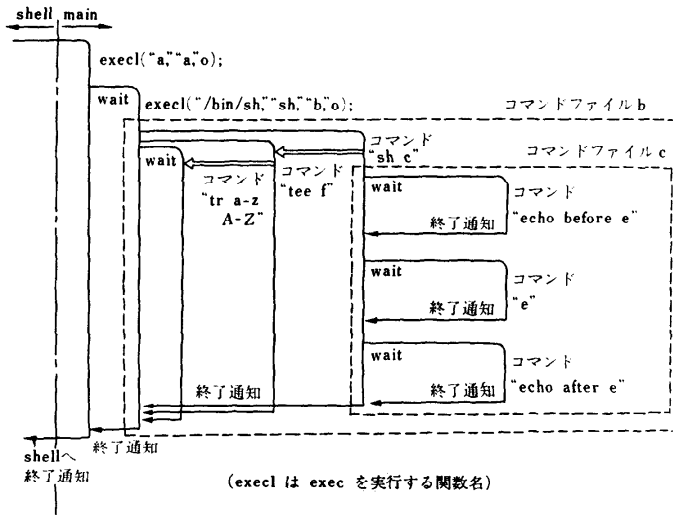 shell main
execl("a,"“a,”o);
wait
execl("/bin/sh,"“sh,”“b,”o);
コマンドファイルb
コマンド
“sh c”
コマンドファイルc
wait
コマンド
“tee f”
コマンド
“tr a-z
A-Z”
wait
コマンド
終了通知
“echo before e”
wait
コマンド
終了通知
“e”
wait
コマンド
終了通知
終了通知
“echo after e”
終了通知
shellへ
終了通知
(execl は exec を実行する関数名)